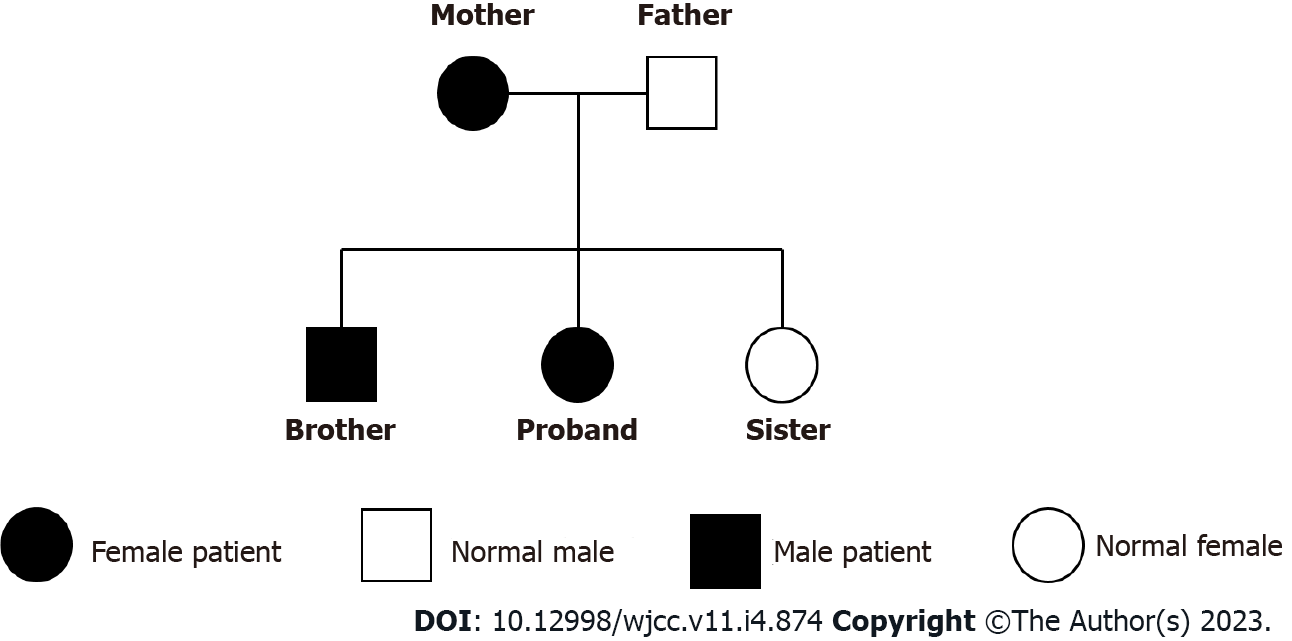 Mother Father
Brother Proband Sister
Female patient Normal male Male patient Normal female
DOI: 10.12998/wjcc.v11.i4.874 Copyright ©The Author(s) 2023.